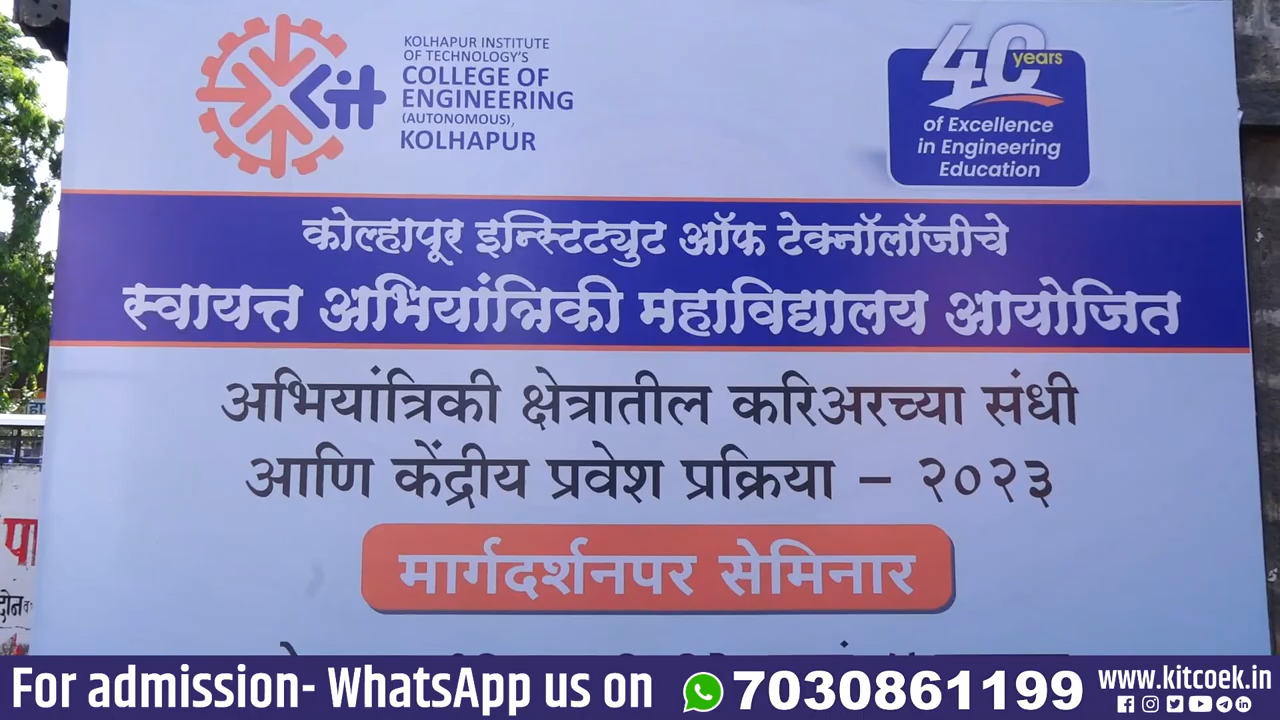 Kit
KOLHAPUR INSTITUTE
OF TECHNOLOGY'S
COLLEGE OF
ENGINEERING
(AUTONOMOUS),
KOLHAPUR
40 years
of Excellence
in Engineering
Education
कोल्हापूर इन्स्टिट्युट ऑफ टेक्नॉलॉजीचे
स्वायत्त अभियांत्रिकी महाविद्यालय आयोजित
अभियांत्रिकी क्षेत्रातील करिअरच्या संधी
आणि केंद्रीय प्रवेश प्रक्रिया – २०२३
मार्गदर्शनपर सेमिनार
For admission- WhatsApp us on 7030861199 www.kitcoek.in